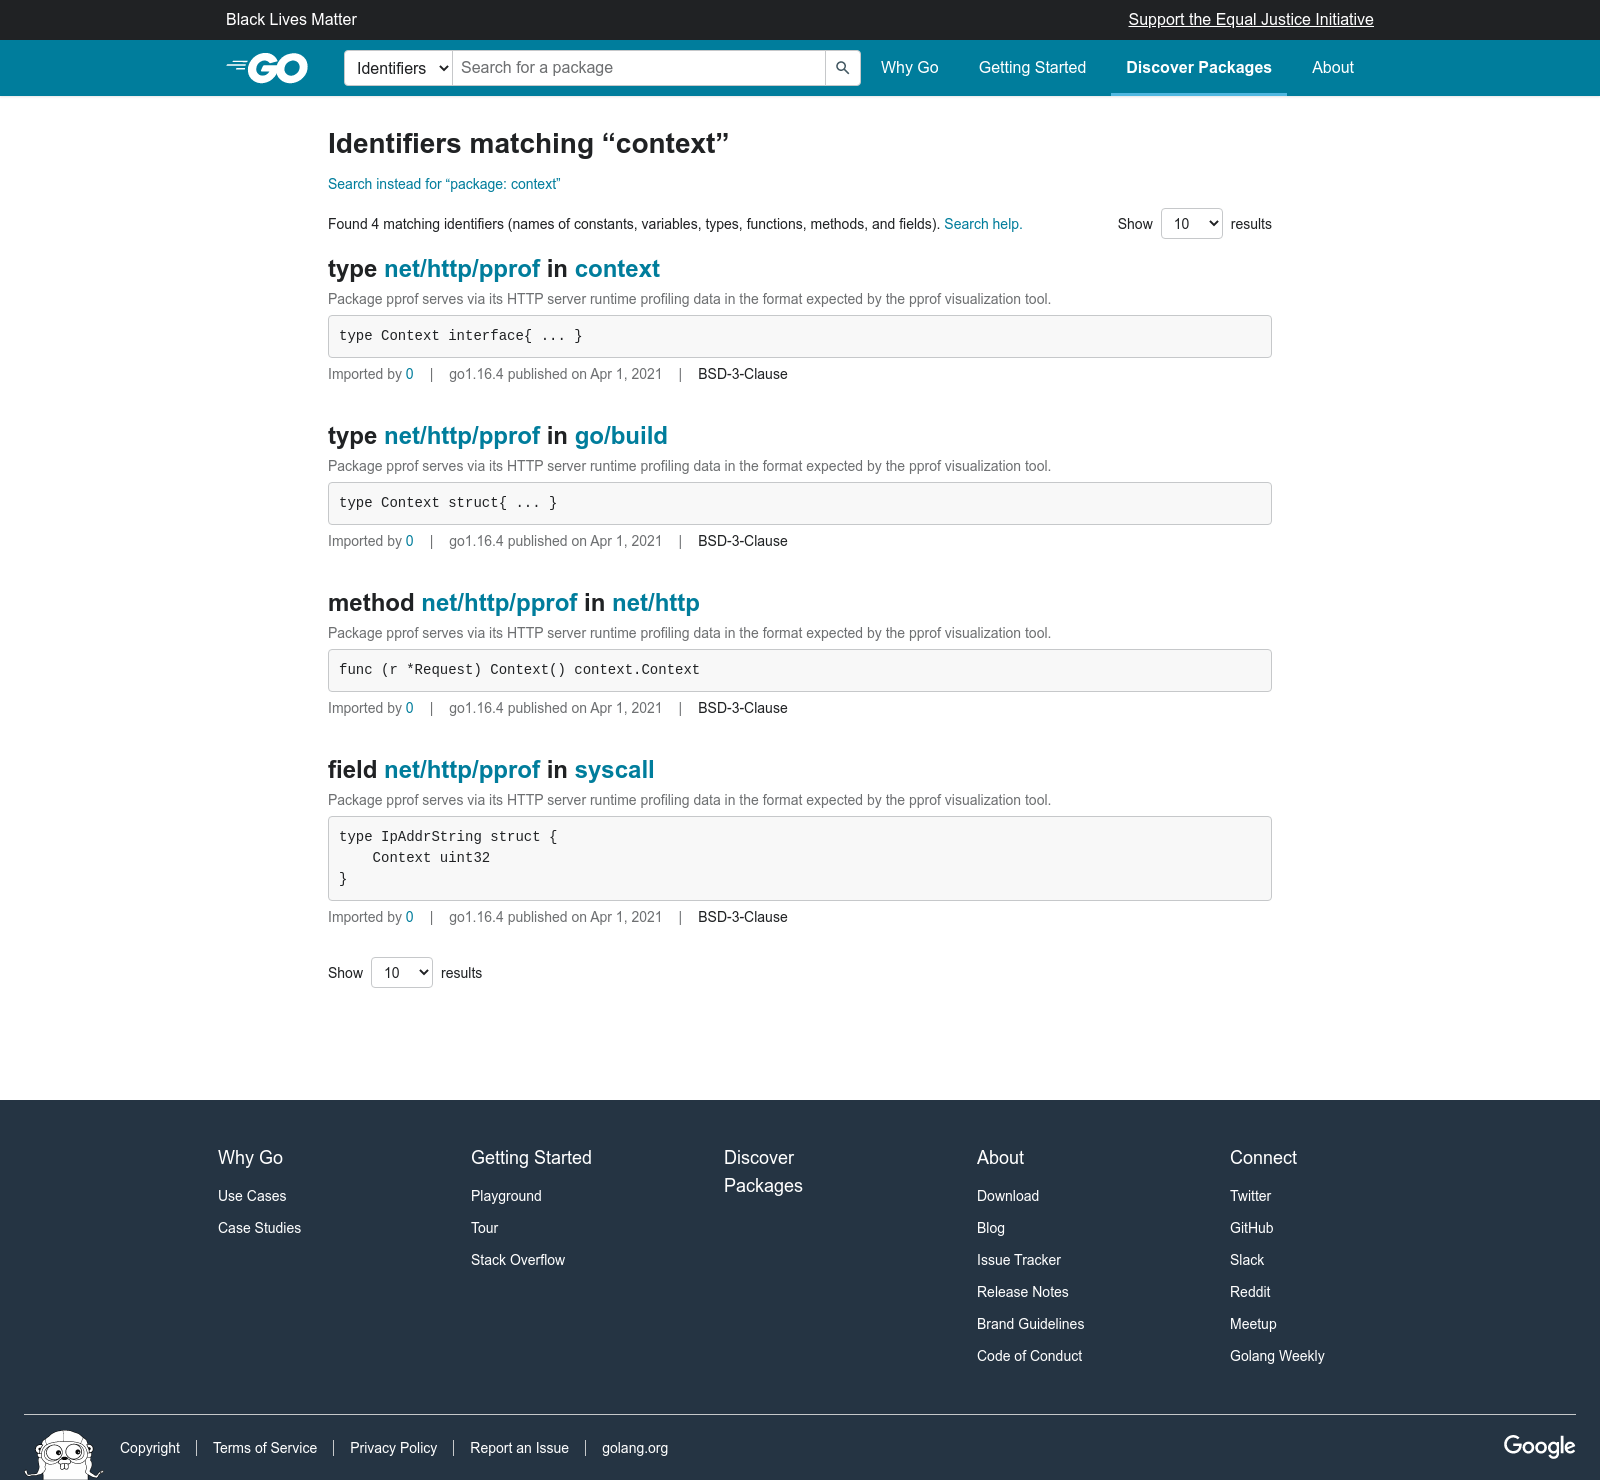 Black Lives Matter
Support the Equal Justice Initiative
GO
Identifiers
Search for a package
Why Go
Getting Started
Discover Packages
About
Identifiers matching “context”
Search instead for “package: context”
Found 4 matching identifiers (names of constants, variables, types, functions, methods, and fields). Search help.
Show 10 results
type net/http/pprof in context
Package pprof serves via its HTTP server runtime profiling data in the format expected by the pprof visualization tool.
type Context interface{ ... }
Imported by 0 | go1.16.4 published on Apr 1, 2021 | BSD-3-Clause
type net/http/pprof in go/build
Package pprof serves via its HTTP server runtime profiling data in the format expected by the pprof visualization tool.
type Context struct{ ... }
Imported by 0 | go1.16.4 published on Apr 1, 2021 | BSD-3-Clause
method net/http/pprof in net/http
Package pprof serves via its HTTP server runtime profiling data in the format expected by the pprof visualization tool.
func (r *Request) Context() context.Context
Imported by 0 | go1.16.4 published on Apr 1, 2021 | BSD-3-Clause
field net/http/pprof in syscall
Package pprof serves via its HTTP server runtime profiling data in the format expected by the pprof visualization tool.
type IpAddrString struct {
    Context uint32
}
Imported by 0 | go1.16.4 published on Apr 1, 2021 | BSD-3-Clause
Show 10 results
Why Go
Use Cases
Case Studies
Getting Started
Playground
Tour
Stack Overflow
Discover
Packages
About
Download
Blog
Issue Tracker
Release Notes
Brand Guidelines
Code of Conduct
Connect
Twitter
GitHub
Slack
Reddit
Meetup
Golang Weekly
Copyright
Terms of Service
Privacy Policy
Report an Issue
golang.org
Google